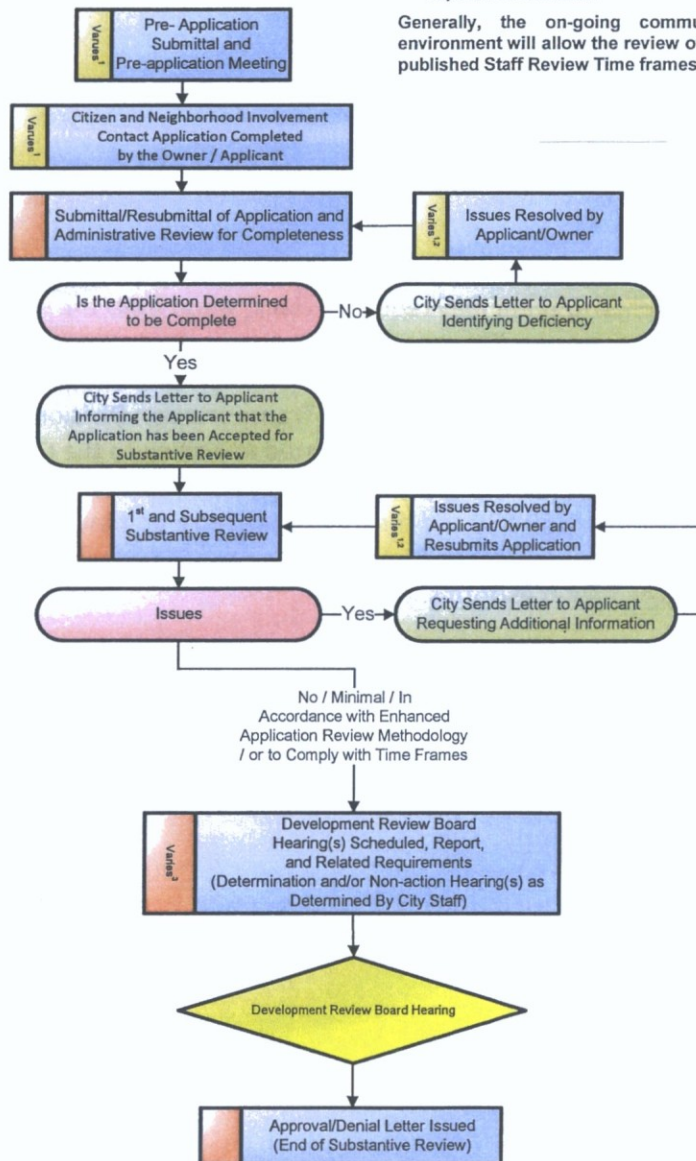 Generally, the on-going
environment will allow the review
published Staff Review Time frames
Pre- Application
Submittal and
Pre-application Meeting
Varues1
Citizen and Neighborhood Involvement
Contact Application Completed
by the Owner / Applicant
Varues1
Submittal/Resubmittal of Application and
Administrative Review for Completeness
Issues Resolved by
Applicant/Owner
Varies1,2
Is the Application Determined
to be Complete
No
City Sends Letter to Applicant
Identifying Deficiency
Yes
City Sends Letter to Applicant
Informing the Applicant that the
Application has been Accepted for
Substantive Review
1st and Subsequent
Substantive Review
Issues Resolved by
Applicant/Owner and
Resubmits Application
Varies1,2
Issues
Yes
City Sends Letter to Applicant
Requesting Additional Information
No / Minimal / In
Accordance with Enhanced
Application Review Methodology
/ or to Comply with Time Frames
Varies3
Development Review Board
Hearing(s) Scheduled, Report,
and Related Requirements
(Determination and/or Non-action Hearing(s) as
Determined By City Staff)
Development Review Board Hearing
Approval/Denial Letter Issued
(End of Substantive Review)